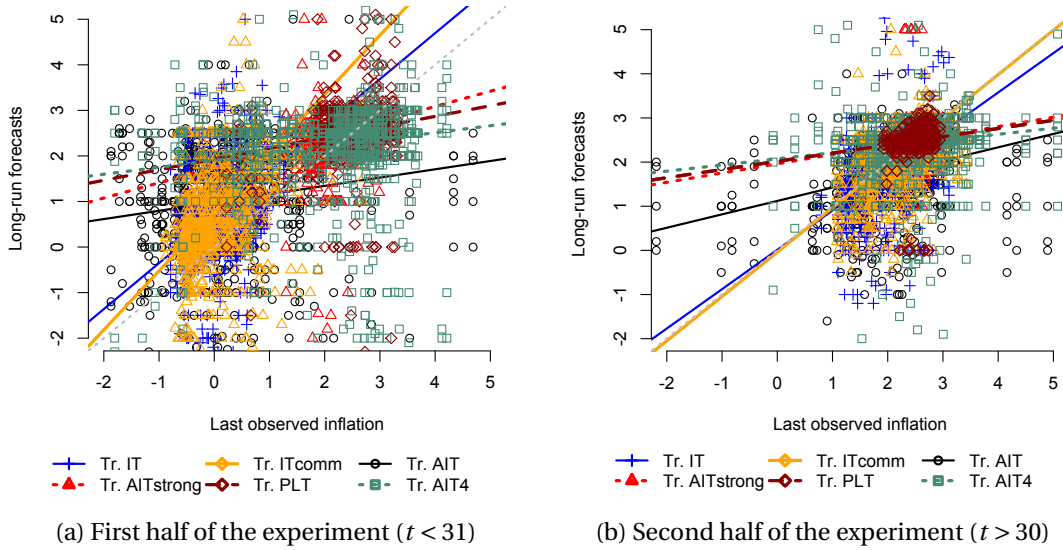 Long-run forecasts
5
4
3
2
1
0
-1
-2
-2 -1 0 1 2 3 4 5
Last observed inflation
Tr. IT Tr. ITcomm Tr. AIT
Tr. AITstrong Tr. PLT Tr. AIT4
(a) First half of the experiment (t < 31)
Long-run forecasts
5
4
3
2
1
0
-1
-2
-2 -1 0 1 2 3 4 5
Last observed inflation
Tr. IT Tr. ITcomm Tr. AIT
Tr. AITstrong Tr. PLT Tr. AIT4
(b) Second half of the experiment (t > 30)